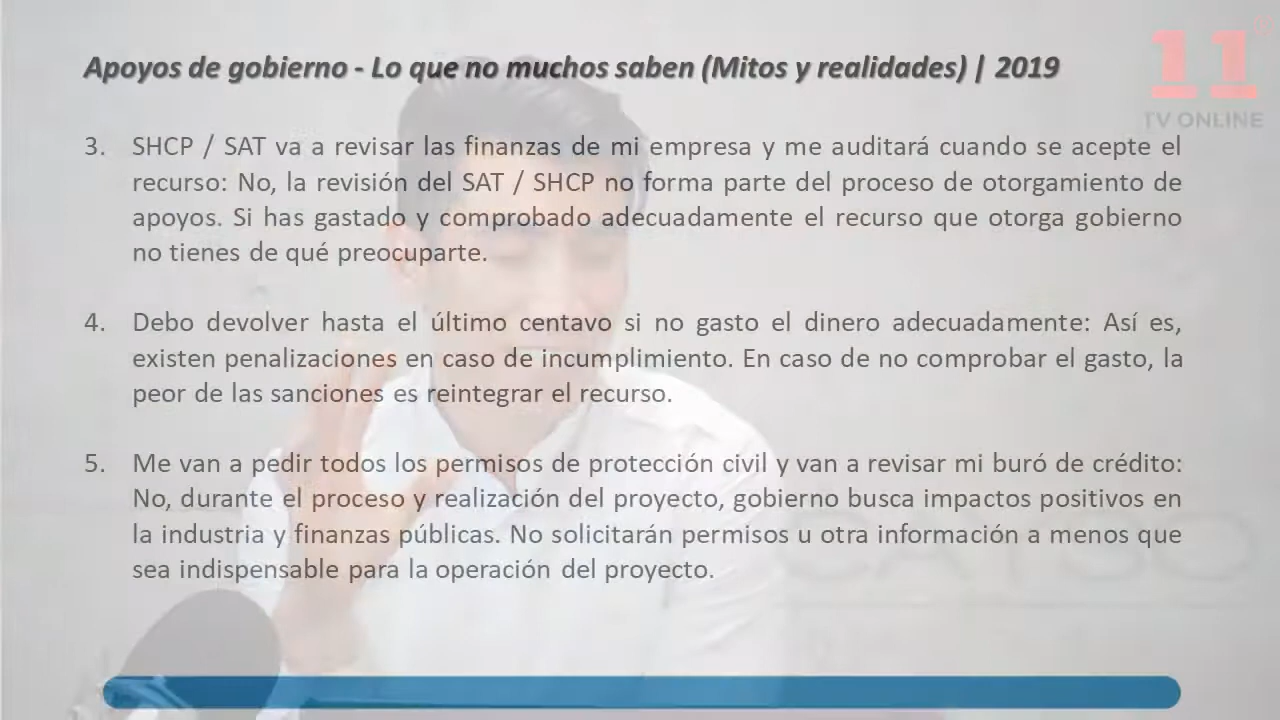 Apoyos de gobierno - Lo que no muchos saben (Mitos y realidades) | 2019
11
TV ONLINE
3. SHCP / SAT va a revisar las finanzas de mi empresa y me auditará cuando se acepte el
recurso: No, la revisión del SAT / SHCP no forma parte del proceso de otorgamiento de
apoyos. Si has gastado y comprobado adecuadamente el recurso que otorga gobierno
no tienes de qué preocuparte.
4. Debo devolver hasta el último centavo si no gasto el dinero adecuadamente: Así es,
existen penalizaciones en caso de incumplimiento. En caso de no comprobar el gasto, la
peor de las sanciones es reintegrar el recurso.
5. Me van a pedir todos los permisos de protección civil y van a revisar mi buró de crédito:
No, durante el proceso y realización del proyecto, gobierno busca impactos positivos en
la industria y finanzas públicas. No solicitarán permisos u otra información a menos que
sea indispensable para la operación del proyecto.